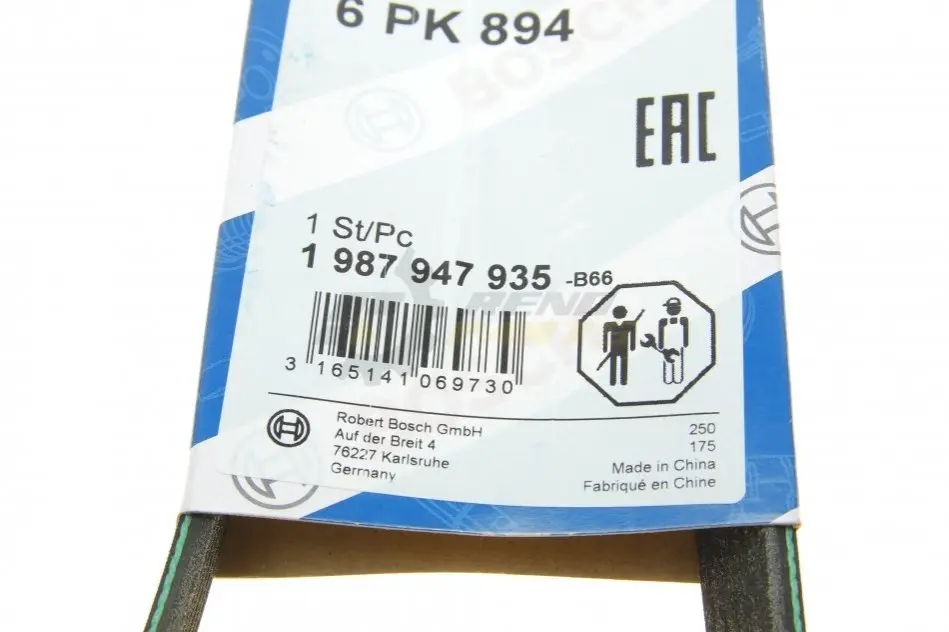 6 PK 894
BOSCH
EAC
1 St/Pc
1 987 947 935 -B66
3 165141 069730
Robert Bosch GmbH
Auf der Breit 4
76227 Karlsruhe
Germany
250
175
Made in China
Fabriqué en Chine